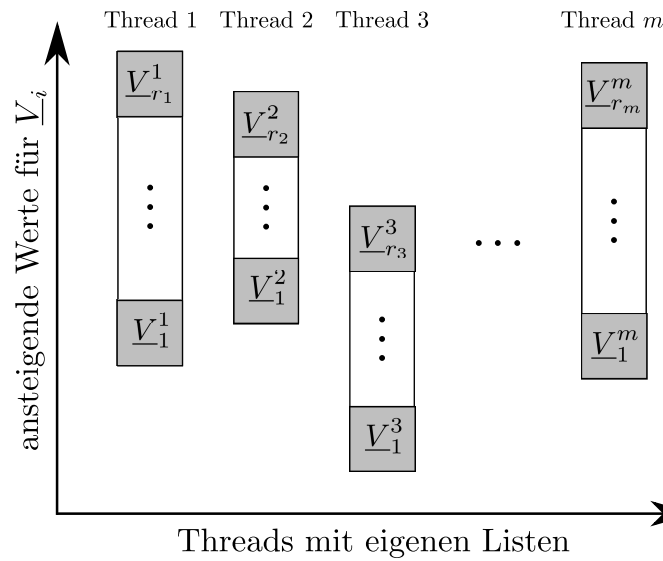 Thread 1 Thread 2 Thread 3 Thread m
ansteigende Werte für V_i
V^1_{r_1}
V^2_{r_2}
V^3_{r_3}
V^m_{r_m}
V^1_1
V^2_1
V^3_1
V^m_1
Threads mit eigenen Listen